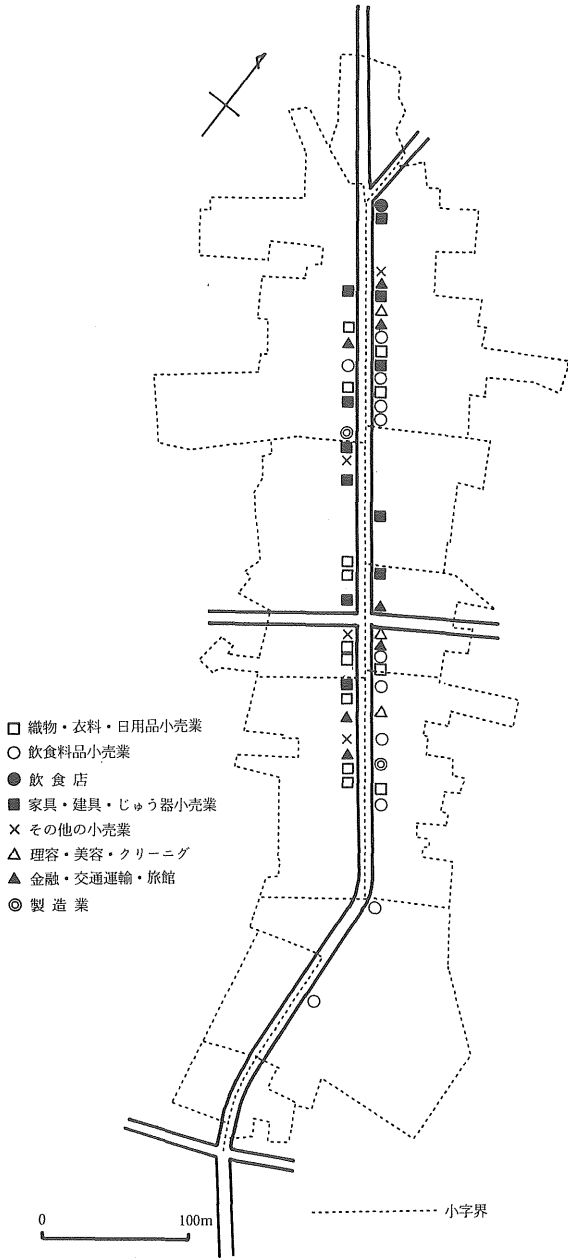 織物・衣料・日用品小売業
飲食料品小売業
飲食店
家具・建具・じゅう器小売業
その他の小売業
理容・美容・クリーニグ
金融・交通運輸・旅館
製造業
0 100m
小字界